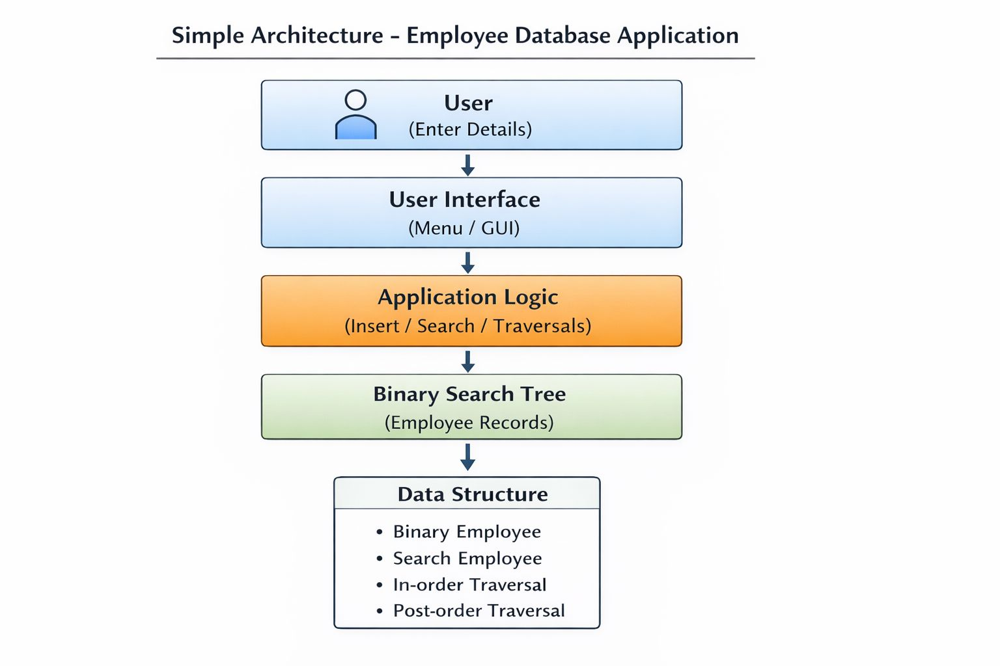 Simple Architecture – Employee Database Application
User
(Enter Details)
User Interface
(Menu / GUI)
Application Logic
(Insert / Search / Traversals)
Binary Search Tree
(Employee Records)
Data Structure
• Binary Employee
• Search Employee
• In-order Traversal
• Post-order Traversal